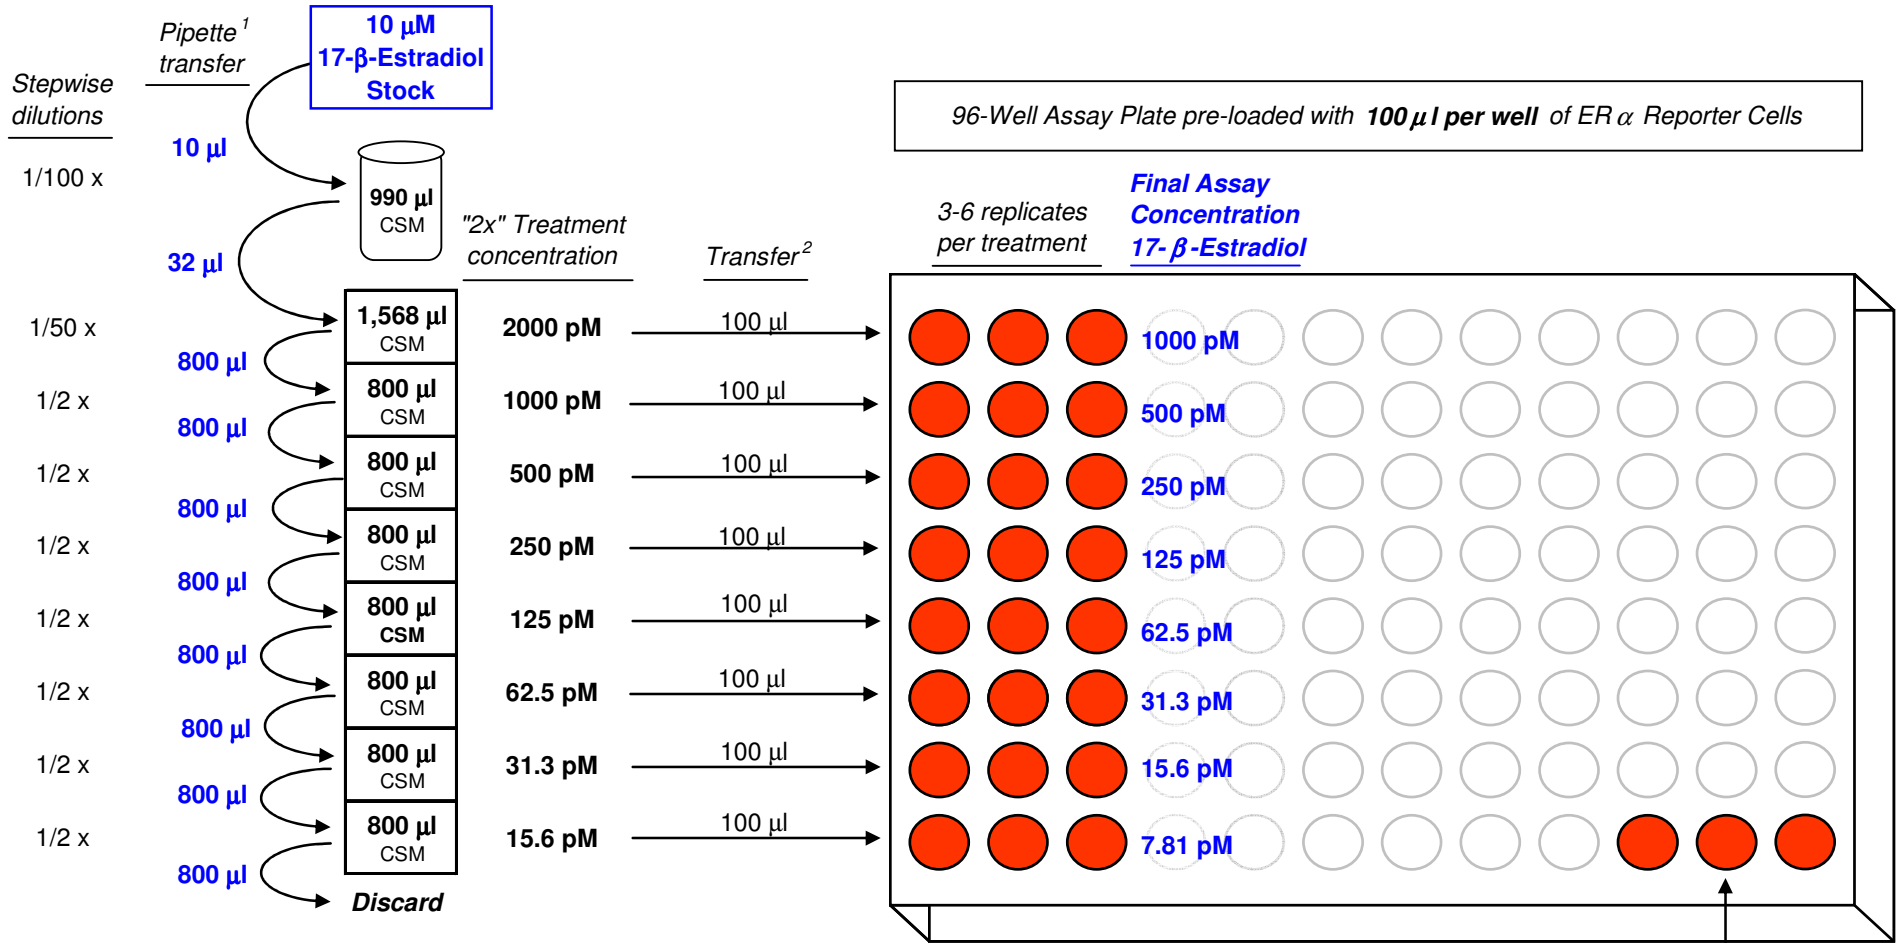 Stepwise
dilutions
Pipette 1
transfer
10 μM
17-β-Estradiol
Stock
10 μl
1/100 x
990 μl
CSM
32 μl
"2x" Treatment
concentration
Transfer 2
96-Well Assay Plate pre-loaded with 100 μl per well of ER α Reporter Cells
3-6 replicates
per treatment
Final Assay
Concentration
17- β -Estradiol
1/50 x
1,568 μl
CSM
2000 pM
100 μl
1000 pM
800 μl
1/2 x
800 μl
CSM
1000 pM
100 μl
500 pM
800 μl
1/2 x
800 μl
CSM
500 pM
100 μl
250 pM
800 μl
1/2 x
800 μl
CSM
250 pM
100 μl
125 pM
800 μl
1/2 x
800 μl
CSM
125 pM
100 μl
62.5 pM
800 μl
1/2 x
800 μl
CSM
62.5 pM
100 μl
31.3 pM
800 μl
1/2 x
800 μl
CSM
31.3 pM
100 μl
15.6 pM
800 μl
1/2 x
800 μl
CSM
15.6 pM
100 μl
7.81 pM
800 μl
Discard